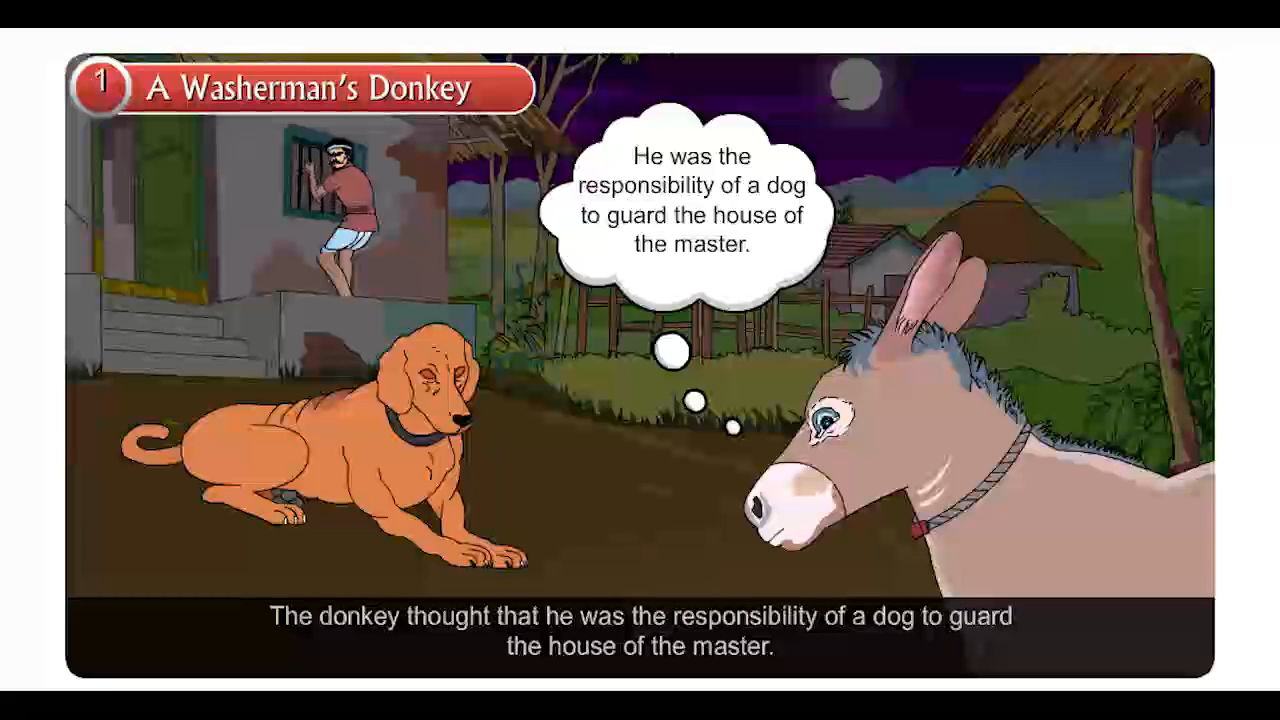 1
A Washerman's Donkey
He was the
responsibility of a dog
to guard the house of
the master.
The donkey thought that he was the responsibility of a dog to guard
the house of the master.